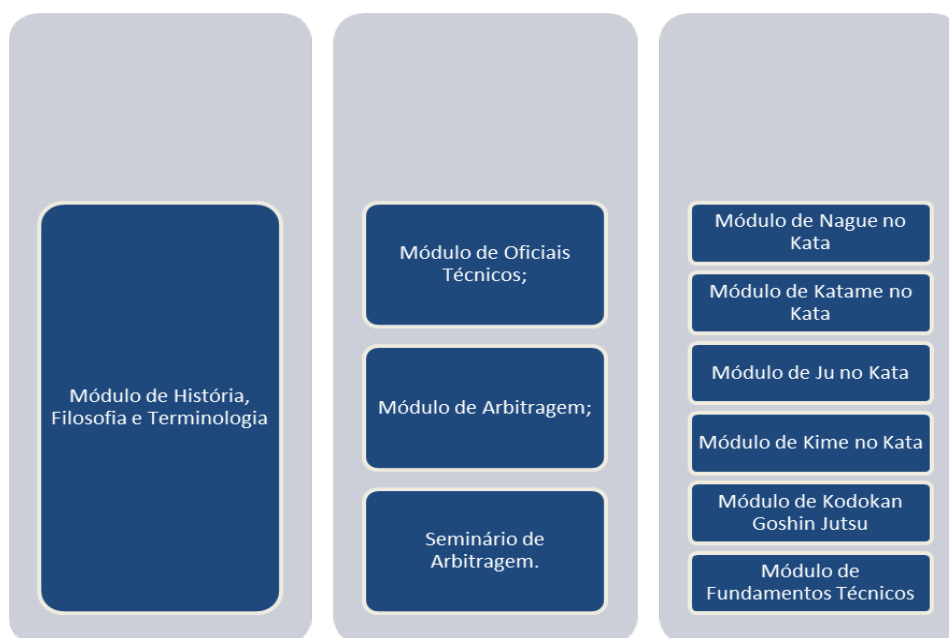 Módulo de História,
Filosofia e Terminologia
Módulo de Oficiais
Técnicos;
Módulo de Arbitragem;
Seminário de
Arbitragem.
Módulo de Nague no
Kata
Módulo de Katame no
Kata
Módulo de Ju no Kata
Módulo de Kime no Kata
Módulo de Kodokan
Goshin Jutsu
Módulo de
Fundamentos Técnicos